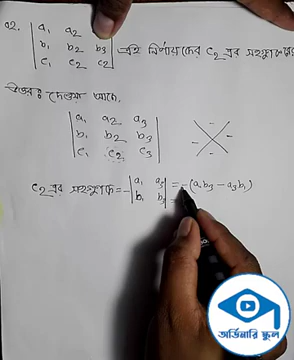 ০২. | a₁ a₂
b₁ b₂ b₃ | এই নির্ণায়কের c₂ এর সহগুণকের
c₁ c₂ c₂ |
উত্তরঃ দেওয়া আছে,
| a₁ a₂ a₃ |
| b₁ b₂ b₃ |
| c₁ c₂ c₃ |
c₂ এর সহগুণক = - | a₁ a₃ | = - (a₁b₃ - a₃b₁)
| b₁ b₃ | =
অর্ডিনারি স্কুল